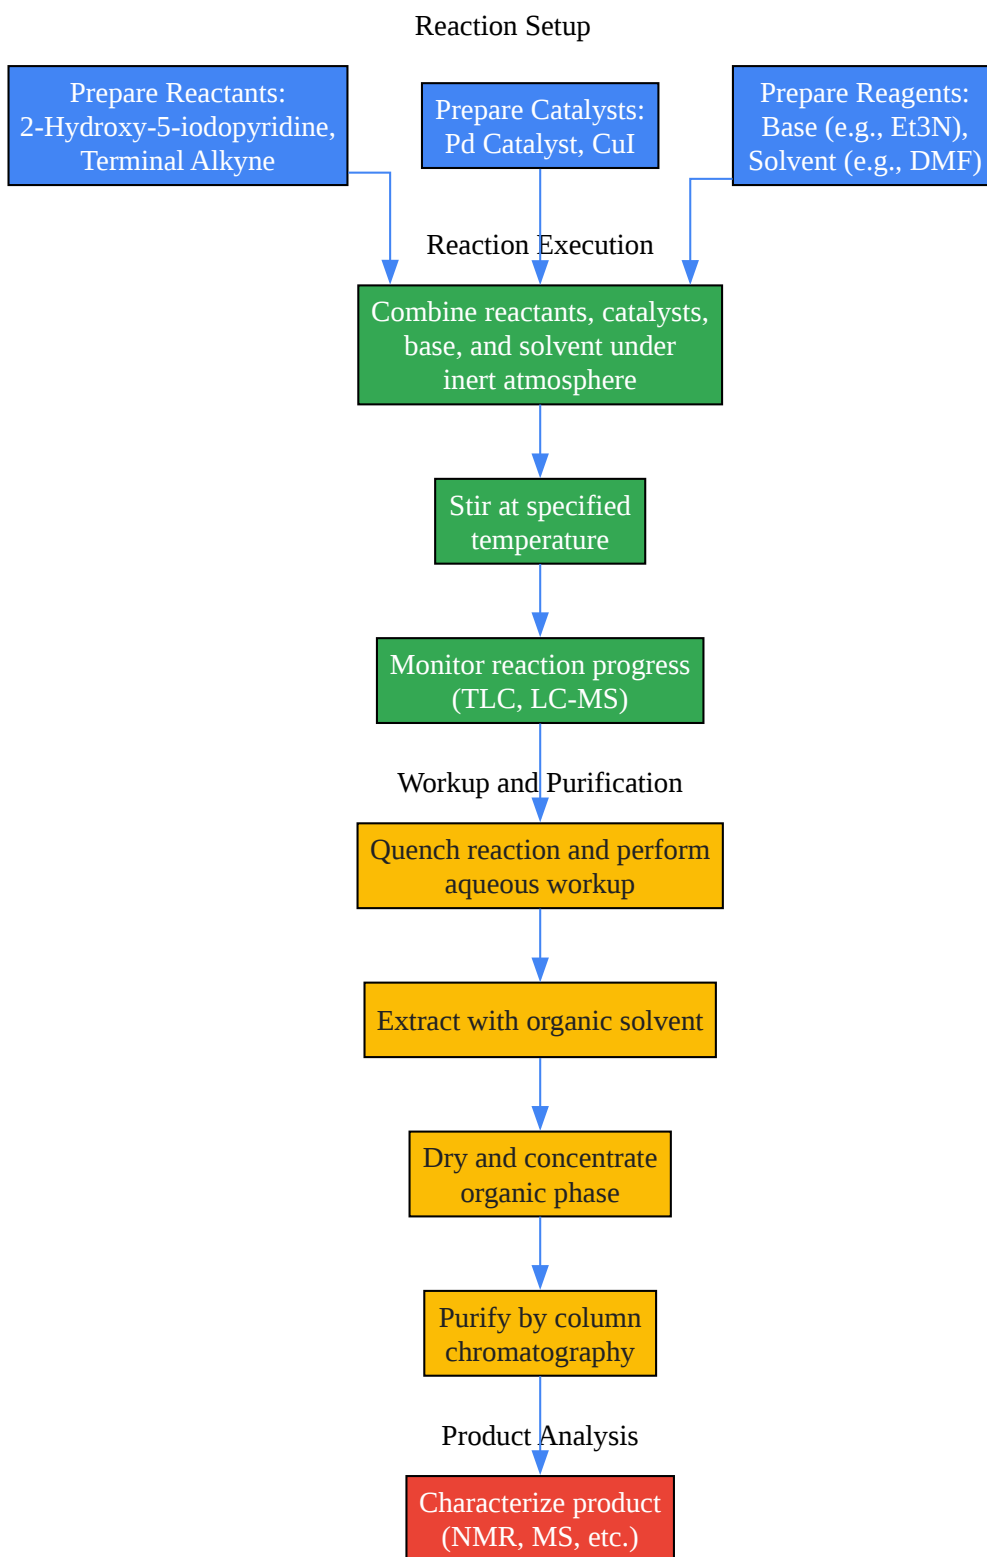 Reaction Setup
Prepare Reactants:
2-Hydroxy-5-iodopyridine,
Terminal Alkyne
Prepare Catalysts:
Pd Catalyst, CuI
Prepare Reagents:
Base (e.g., Et3N),
Solvent (e.g., DMF)
Reaction Execution
Combine reactants, catalysts,
base, and solvent under
inert atmosphere
Stir at specified
temperature
Monitor reaction progress
(TLC, LC-MS)
Workup and Purification
Quench reaction and perform
aqueous workup
Extract with organic solvent
Dry and concentrate
organic phase
Purify by column
chromatography
Product Analysis
Characterize product
(NMR, MS, etc.)